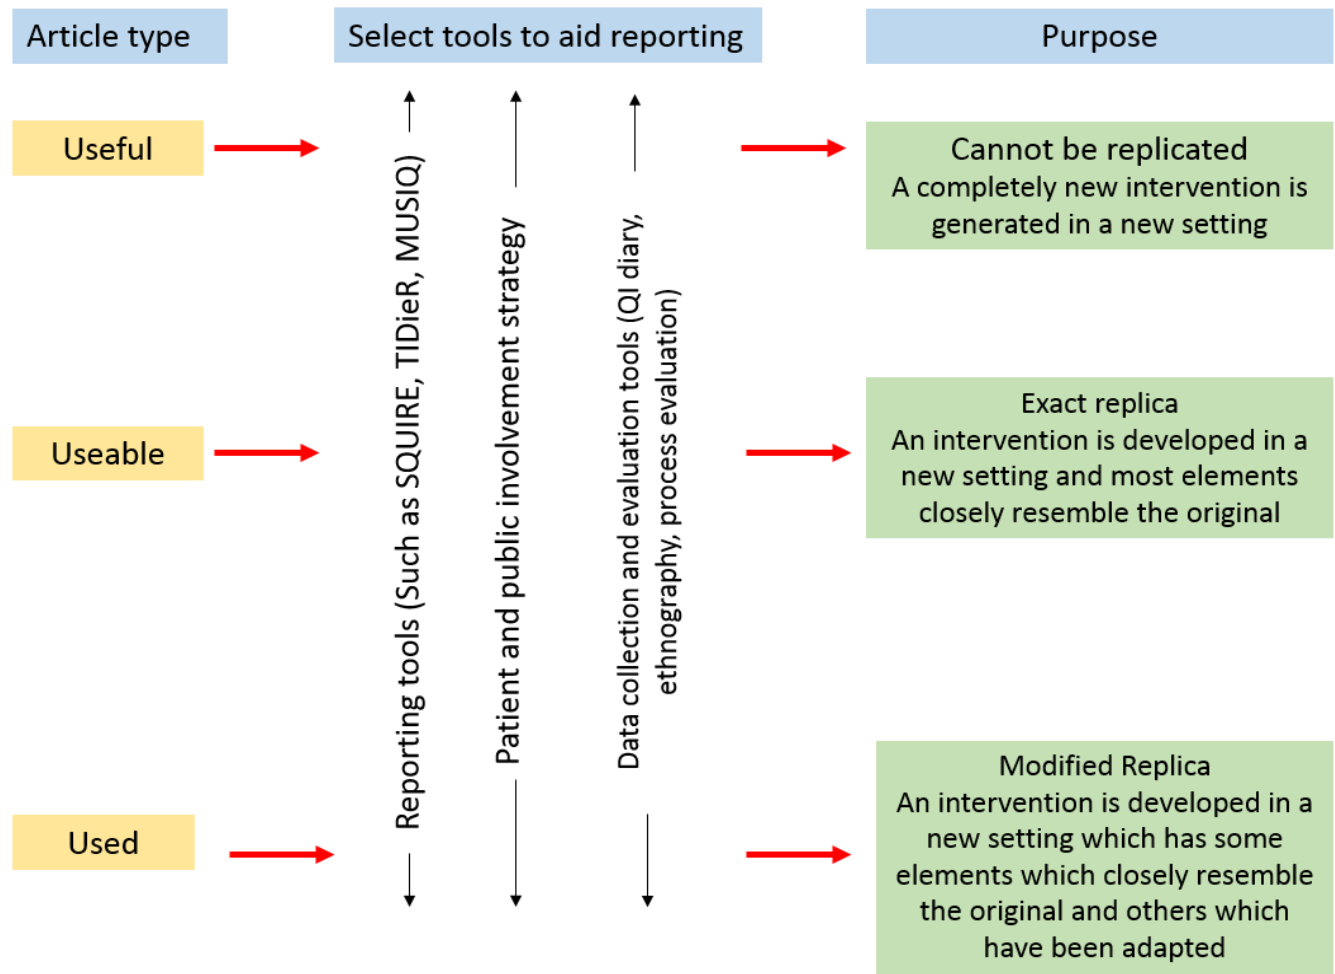 Article type
Select tools to aid reporting
Purpose
Useful
Useable
Used
Reporting tools (Such as SQUIRE, TIDieR, MUSIQ)
Patient and public involvement strategy
Data collection and evaluation tools (QI diary,
ethnography, process evaluation)
Cannot be replicated
A completely new intervention is
generated in a new setting
Exact replica
An intervention is developed in a
new setting and most elements
closely resemble the original
Modified Replica
An intervention is developed in a
new setting which has some
elements which closely resemble
the original and others which
have been adapted